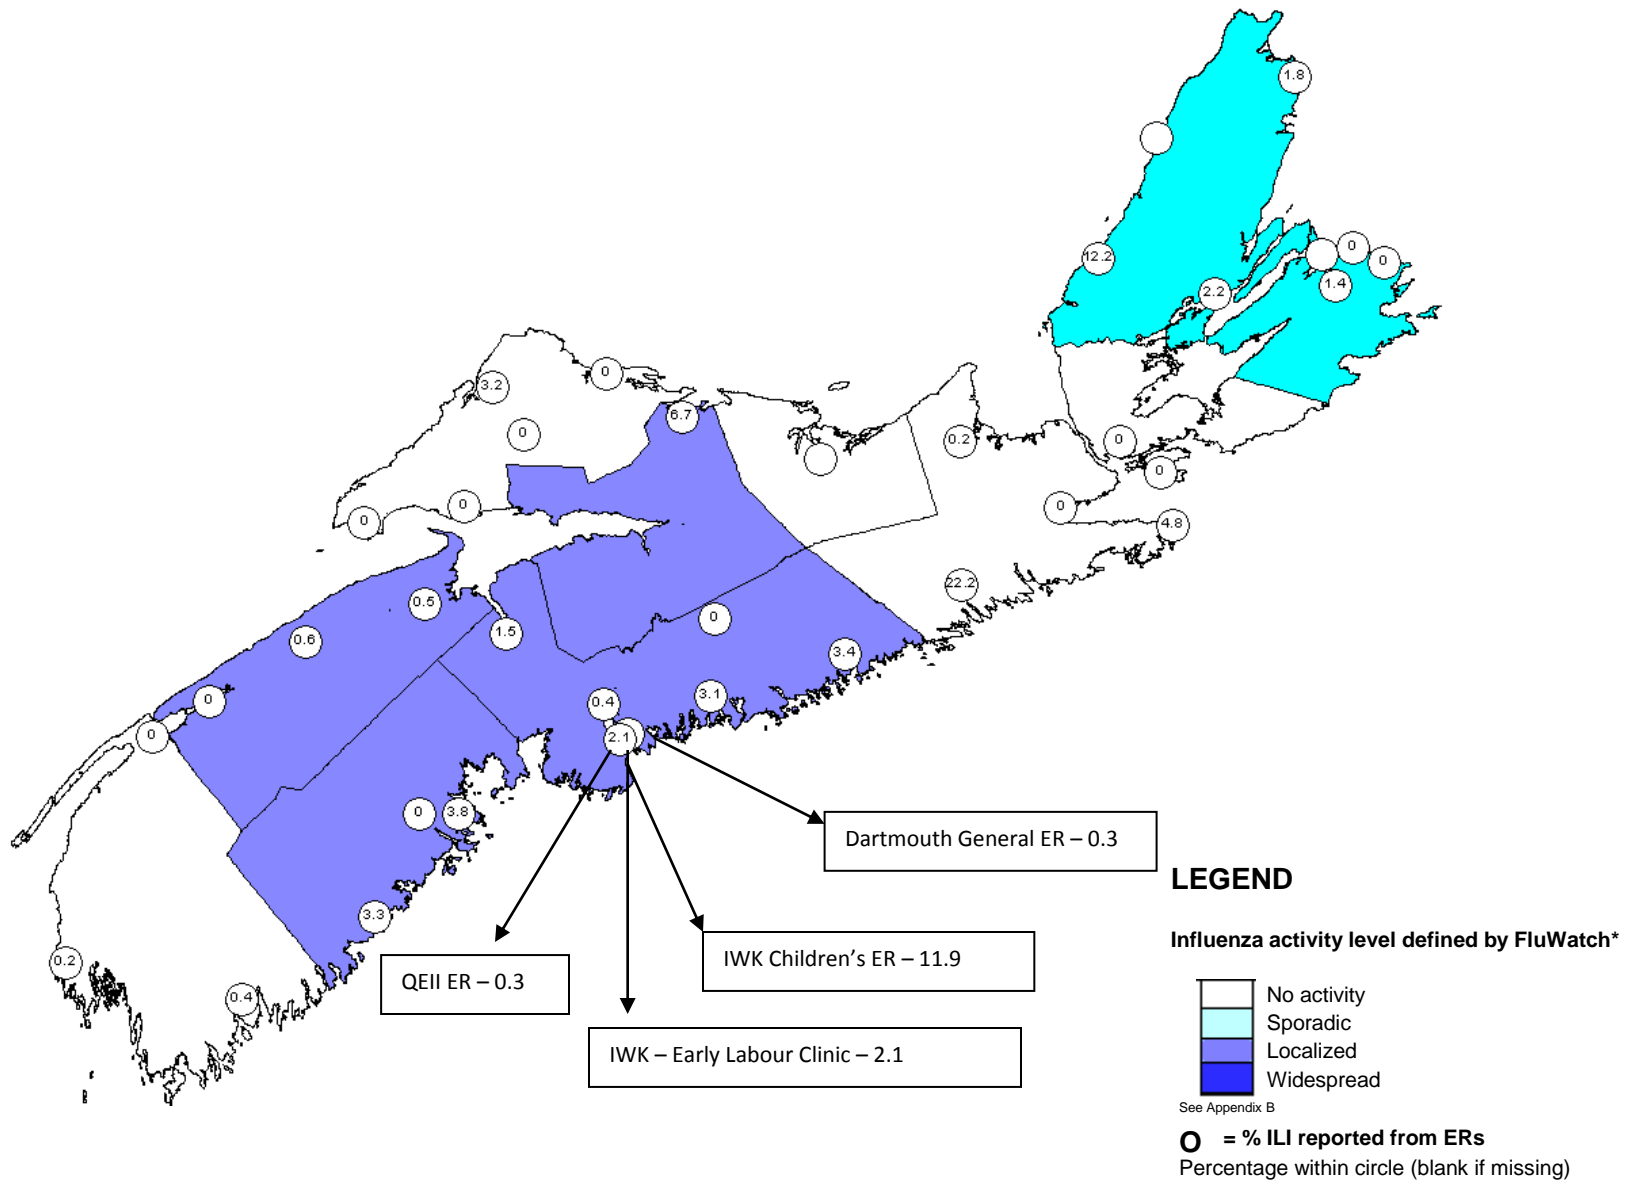 1.8
12.2
0
0
2.2
1.4
0
3.2
6.7
0
0.2
0
0
0
0
0
4.8
22.2
0.5
1.5
0
0.6
3.4
0
3.1
0.4
0
2.1
0
3.8
Dartmouth General ER – 0.3
LEGEND
3.3
Influenza activity level defined by FluWatch*
0.2
IWK Children's ER – 11.9
QEII ER – 0.3
0.4
No activity
Sporadic
IWK – Early Labour Clinic – 2.1
Localized
Widespread
See Appendix B
O = % ILI reported from ERs
Percentage within circle (blank if missing)